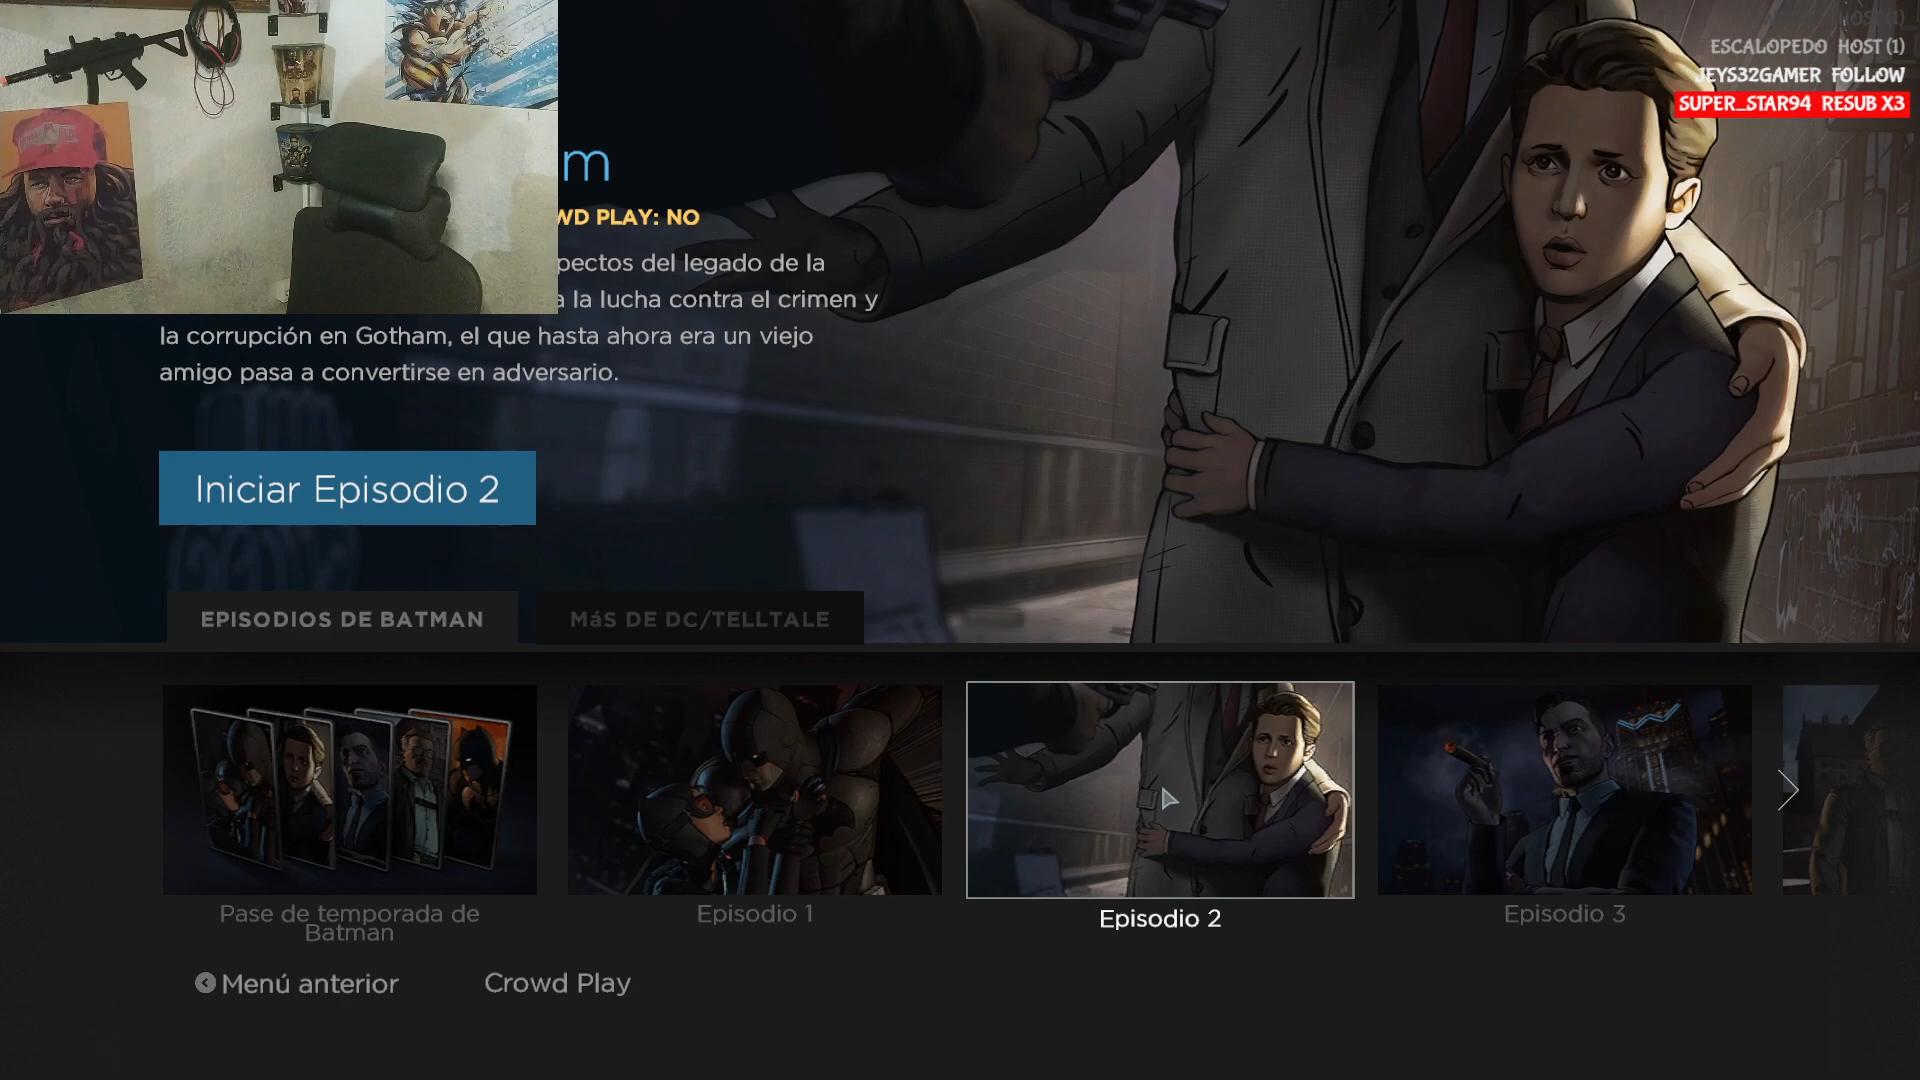 HOST (1)
ESCALOPEDO HOST (1)
JEYS32GAMER FOLLOW
SUPER_STAR94 RESUB X3
m
WD PLAY: NO
pectos del legado de la
a la lucha contra el crimen y
la corrupción en Gotham, el que hasta ahora era un viejo
amigo pasa a convertirse en adversario.
Iniciar Episodio 2
EPISODIOS DE BATMAN
MáS DE DC/TELLTALE
Pase de temporada de
Batman
Episodio 1
Episodio 2
Episodio 3
Menú anterior
Crowd Play